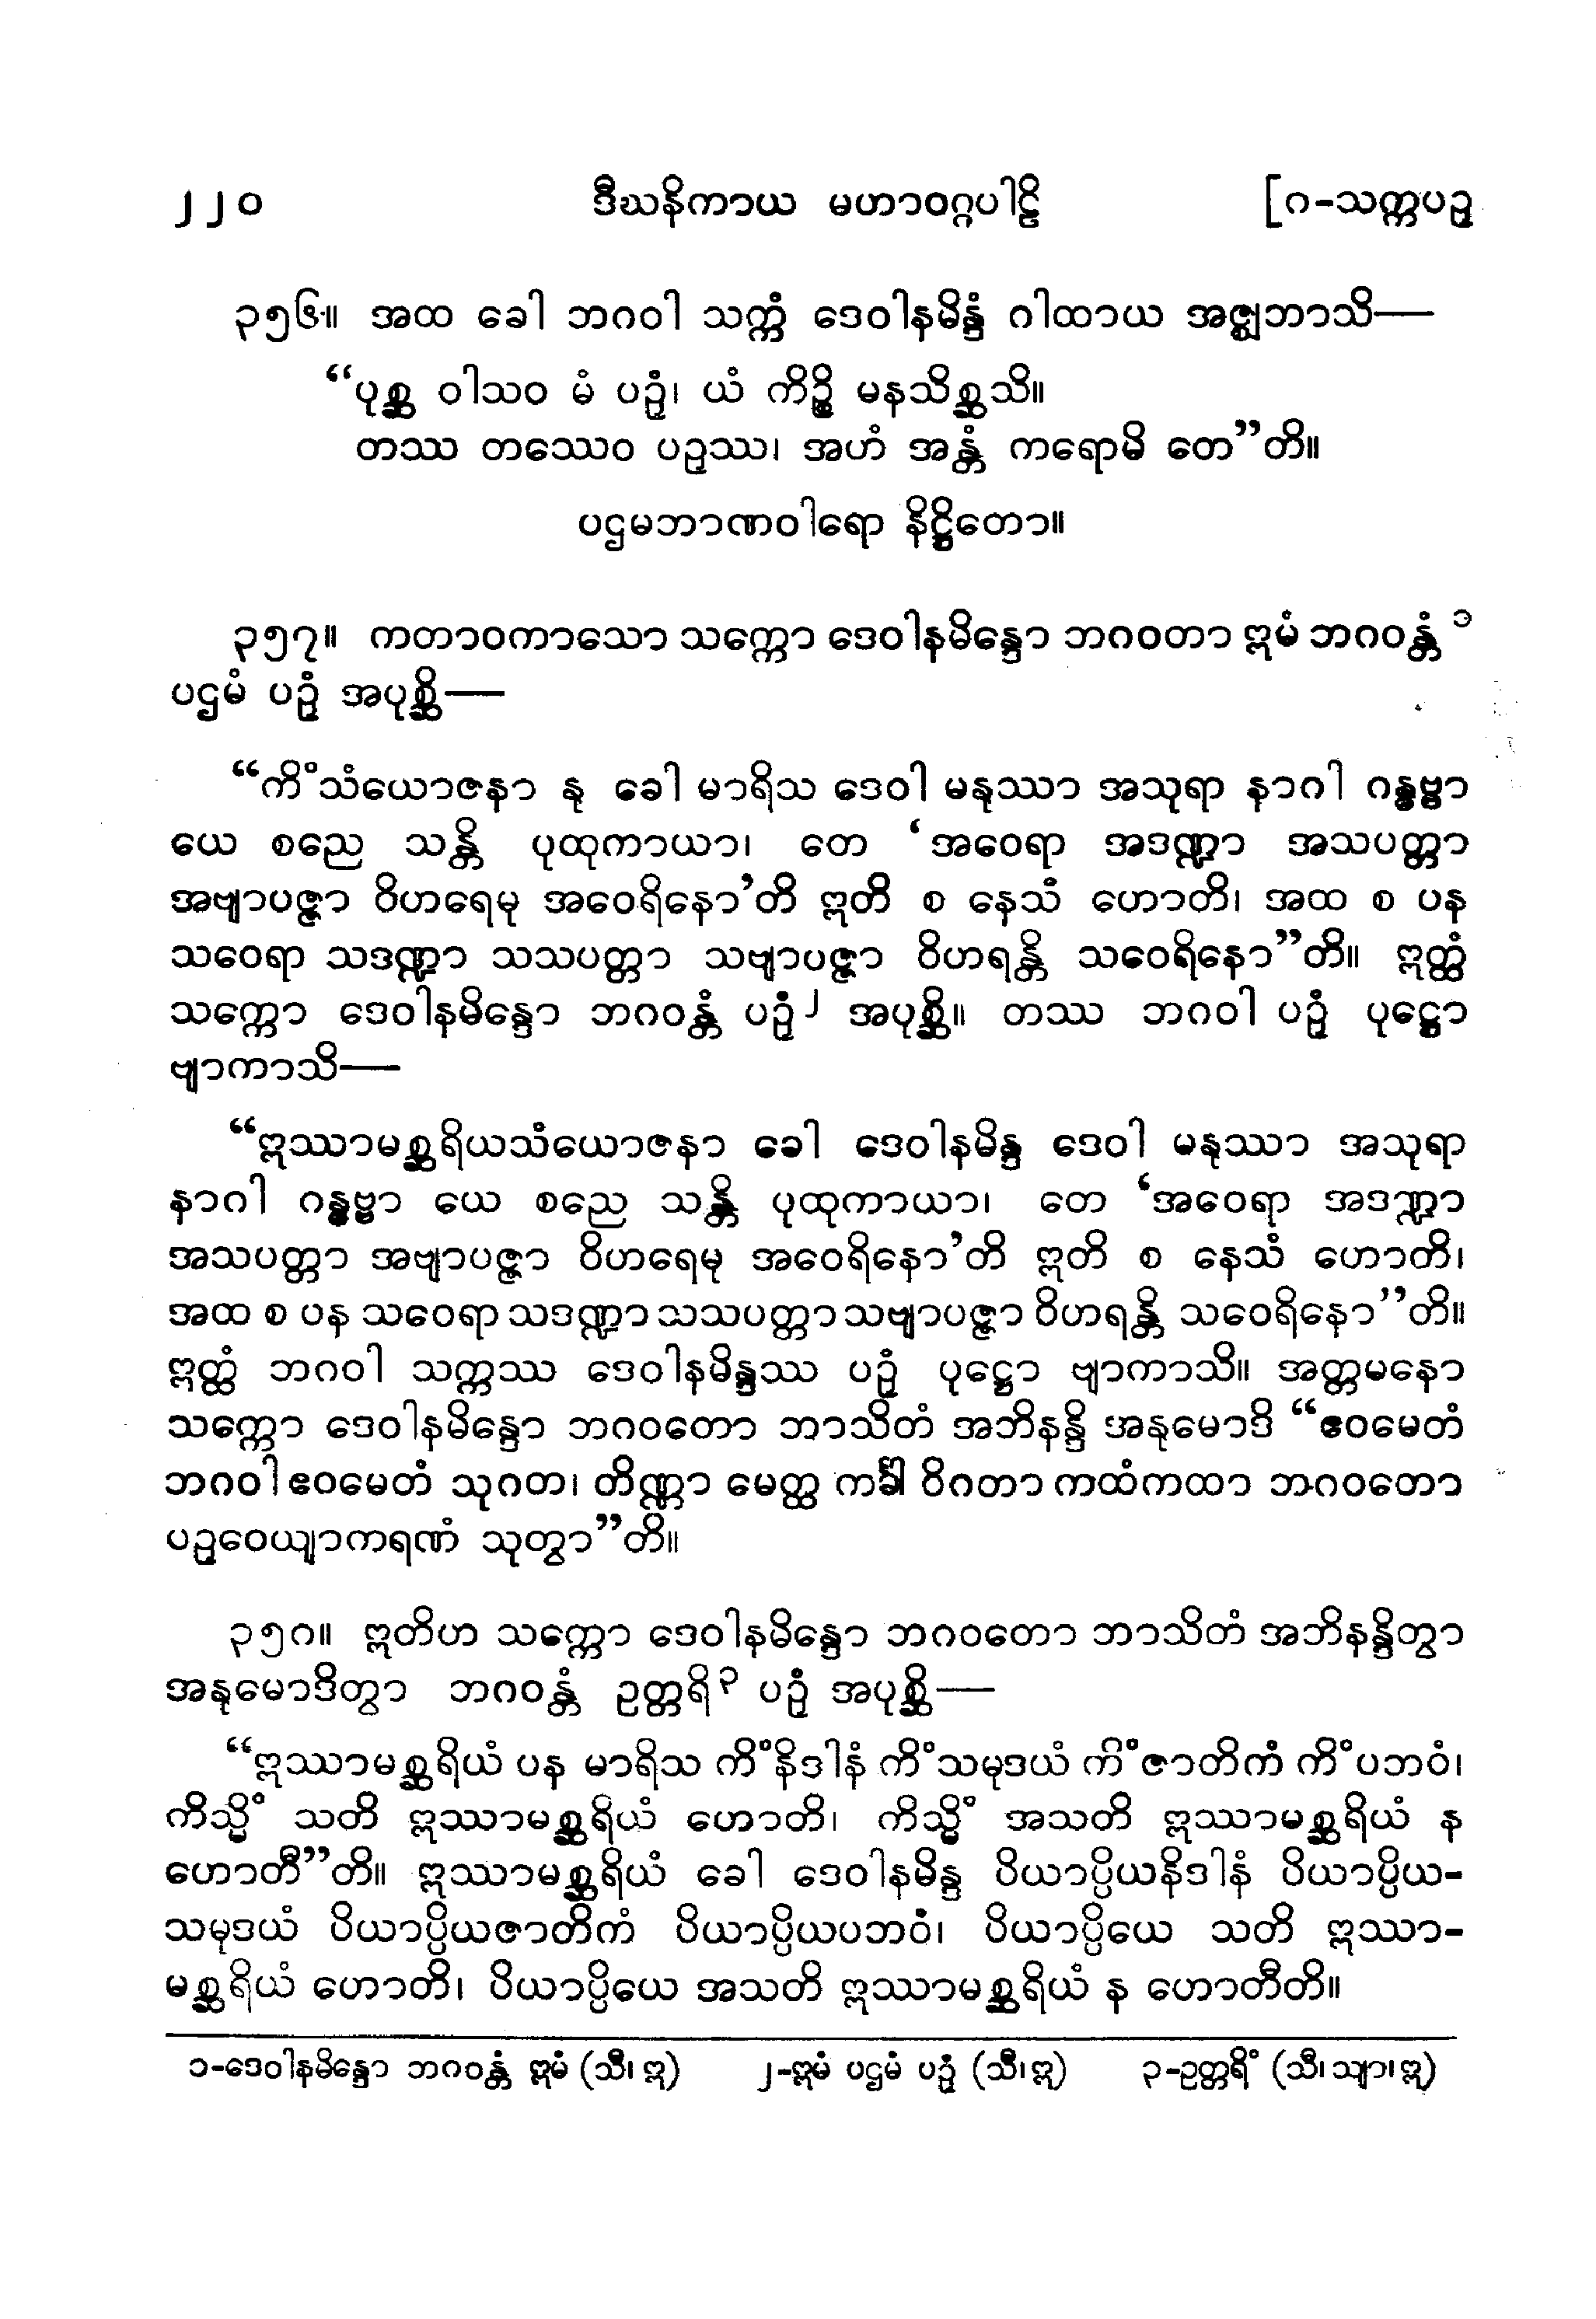 ၂၂၀ ဒီဃနိကာယ မဟာဝဂ္ဂပါဠိ [ဂ-သက္ကပဉှ
၃၅၆။ အထ ခေါ ဘဂဝါ သက္ကံ ဒေဝါနမိန္ဒံ ဂါထာယ အဇ္ဈဘာသိ—
“ပုစ္ဆ ဝါသဝ မံ ပဉှံ၊ ယံ ကိဉ္စိ မနသိစ္ဆသိ။
တဿ တဿေဝ ပဉှဿ၊ အဟံ အန္တံ ကရောမိ တေ”တိ။
ပဌမဘာဏဝါရော နိဋ္ဌိတော။
၃၅၇။ ကတာဝကာသော သက္ကော ဒေဝါနမိန္ဒော ဘဂဝတာ ဣမံ ဘဂဝန္တံ ၁
ပဌမံ ပဉှံ အပုစ္ဆိ—
“ကိံသံယောဇနာ နု ခေါ မာရိသ ဒေဝါ မနုဿာ အသုရာ နာဂါ ဂန္ဓဗ္ဗာ
ယေ စညေ သန္တိ ပုထုကာယာ၊ တေ ‘အဝေရာ အဒဏ္ဍာ အသပတ္တာ
အဗျာပဇ္ဇာ ဝိဟရေမု အဝေရိနော’တိ ဣတိ စ နေသံ ဟောတိ၊ အထ စ ပန
သဝေရာ သဒဏ္ဍာ သသပတ္တာ သဗျာပဇ္ဇာ ဝိဟရန္တိ သဝေရိနော”တိ။ ဣတ္ထံ
သက္ကော ဒေဝါနမိန္ဒော ဘဂဝန္တံ ပဉှံ၂ အပုစ္ဆိ။ တဿ ဘဂဝါ ပဉှံ ပုဋ္ဌော
ဗျာကာသိ—
“ဣဿာမစ္ဆရိယသံယောဇနာ ခေါ ဒေဝါနမိန္ဒ ဒေဝါ မနုဿာ အသုရာ
နာဂါ ဂန္ဓဗ္ဗာ ယေ စညေ သန္တိ ပုထုကာယာ၊ တေ ‘အဝေရာ အဒဏ္ဍာ
အသပတ္တာ အဗျာပဇ္ဇာ ဝိဟရေမု အဝေရိနော’တိ ဣတိ စ နေသံ ဟောတိ၊
အထ စ ပန သဝေရာ သဒဏ္ဍာ သသပတ္တာ သဗျာပဇ္ဇာ ဝိဟရန္တိ သဝေရိနော”တိ။
ဣတ္ထံ ဘဂဝါ သက္ကဿ ဒေဝါနမိန္ဒဿ ပဉှံ ပုဋ္ဌော ဗျာကာသိ။ အတ္တမနော
သက္ကော ဒေဝါနမိန္ဒော ဘဂဝတော ဘာသိတံ အဘိနန္ဒိ အနုမောဒိ “ဧဝမေတံ
ဘဂဝါ ဧဝမေတံ သုဂတ၊ တိဏ္ဏာ မေတ္ထ ကင်္ခါ ဝိဂတာ ကထံကထာ ဘဂဝတော
ပဉှဝေယျာကရဏံ သုတွာ”တိ။
၃၅၈။ ဣတိဟ သက္ကော ဒေဝါနမိန္ဒော ဘဂဝတော ဘာသိတံ အဘိနန္ဒိတွာ
အနုမောဒိတွာ ဘဂဝန္တံ ဥတ္တရိ၃ ပဉှံ အပုစ္ဆိ—
“ဣဿာမစ္ဆရိယံ ပန မာရိသ ကိံနိဒါနံ ကိံသမုဒယံ ကိံဇာတိကံ ကိံပဘဝံ၊
ကိသ္မိံ သတိ ဣဿာမစ္ဆရိယံ ဟောတိ၊ ကိသ္မိံ အသတိ ဣဿာမစ္ဆရိယံ န
ဟောတီ”တိ။ ဣဿာမစ္ဆရိယံ ခေါ ဒေဝါနမိန္ဒ ပိယာပ္ပိယနိဒါနံ ပိယာပ္ပိယ-
သမုဒယံ ပိယာပ္ပိယဇာတိကံ ပိယာပ္ပိယပဘဝံ၊ ပိယာပ္ပိယေ သတိ ဣဿာ-
မစ္ဆရိယံ ဟောတိ၊ ပိယာပ္ပိယေ အသတိ ဣဿာမစ္ဆရိယံ န ဟောတီတိ။
၁-ဒေဝါနမိန္ဒော ဘဂဝန္တံ ဣမံ (သီ၊ဣ) ၂-ဣမံ ပဌမံ ပဉှံ (သီ၊ဣ) ၃-ဥတ္တရိံ (သီ၊သျာ၊ဣ)